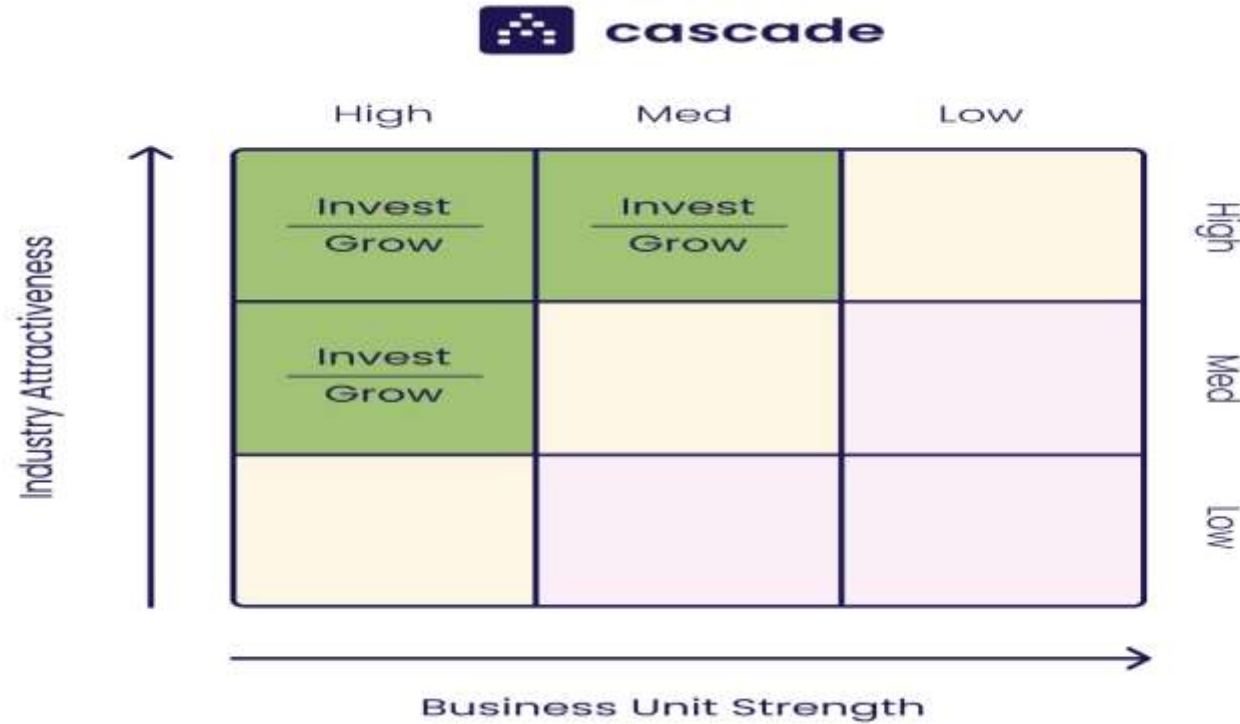 cascade
High Med Low
Invest
Grow
Invest
Grow
High
Invest
Grow
Med
Low
Industry Attractiveness
Business Unit Strength